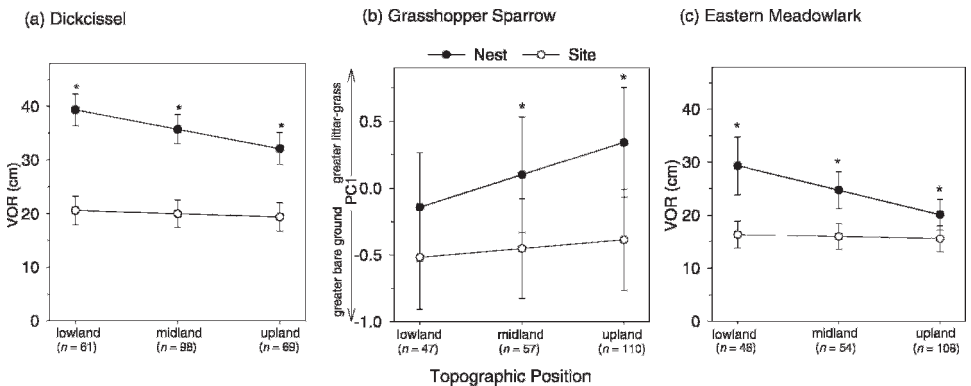 (a) Dickcissel
(b) Grasshopper Sparrow
(c) Eastern Meadowlark
Nest
Site
VOR (cm)
40
30
20
10
0
*
*
*
lowland
midland
upland
(n = 61)
(n = 98)
(n = 69)
greater litter-grass
greater bare ground
PC1
0.5
0.0
-0.5
-1.0
*
*
lowland
midland
upland
(n = 47)
(n = 57)
(n = 110)
VOR (cm)
40
30
20
10
0
*
*
*
lowland
midland
upland
(n = 48)
(n = 54)
(n = 108)
Topographic Position